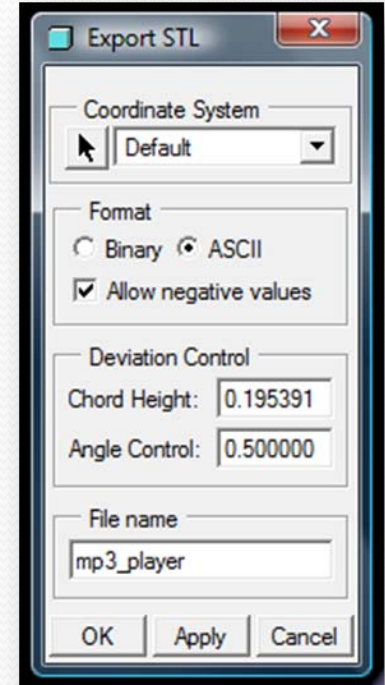 Export STL
Coordinate System
Default
Format
Binary ASCII
Allow negative values
Deviation Control
Chord Height: 0.195391
Angle Control: 0.500000
File name
mp3_player
OK Apply Cancel